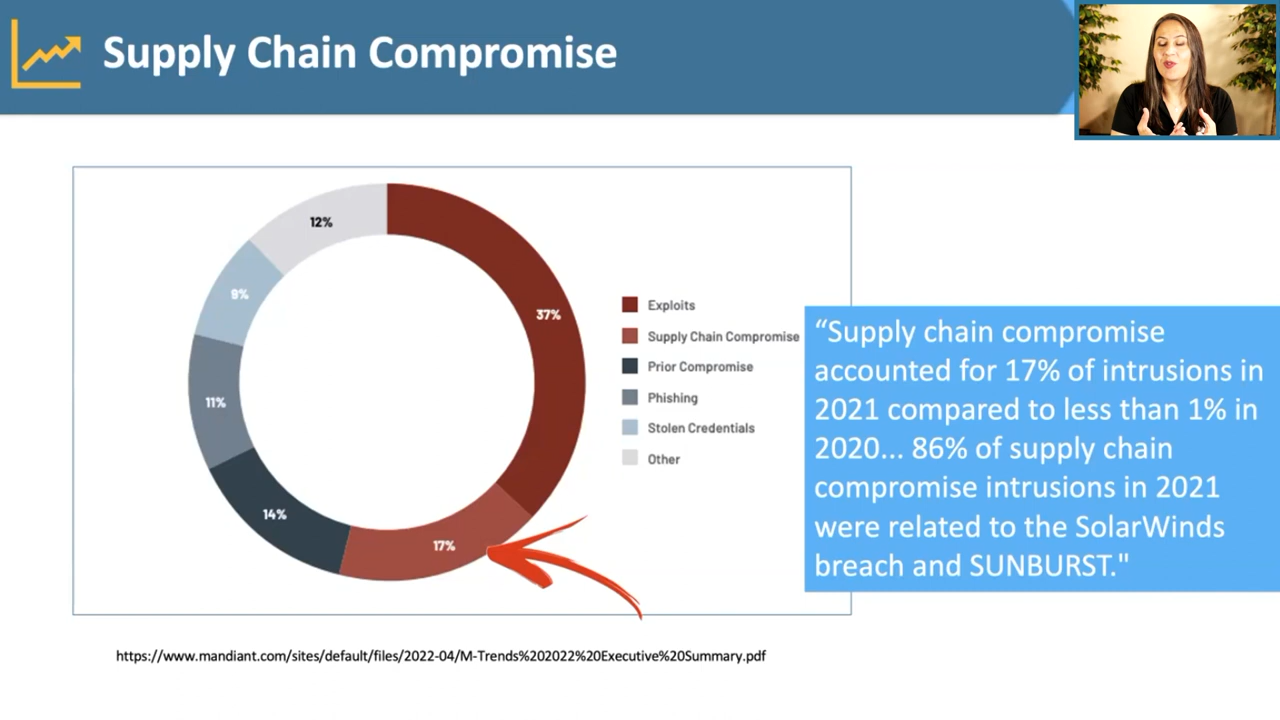 Supply Chain Compromise
12%
37%
9%
11%
14%
17%
Exploits
Supply Chain Compromise
Prior Compromise
Phishing
Stolen Credentials
Other
“Supply chain compromise
accounted for 17% of intrusions in
2021 compared to less than 1% in
2020... 86% of supply chain
compromise intrusions in 2021
were related to the SolarWinds
breach and SUNBURST."
https://www.mandiant.com/sites/default/files/2022-04/M-Trends%202022%20Executive%20Summary.pdf